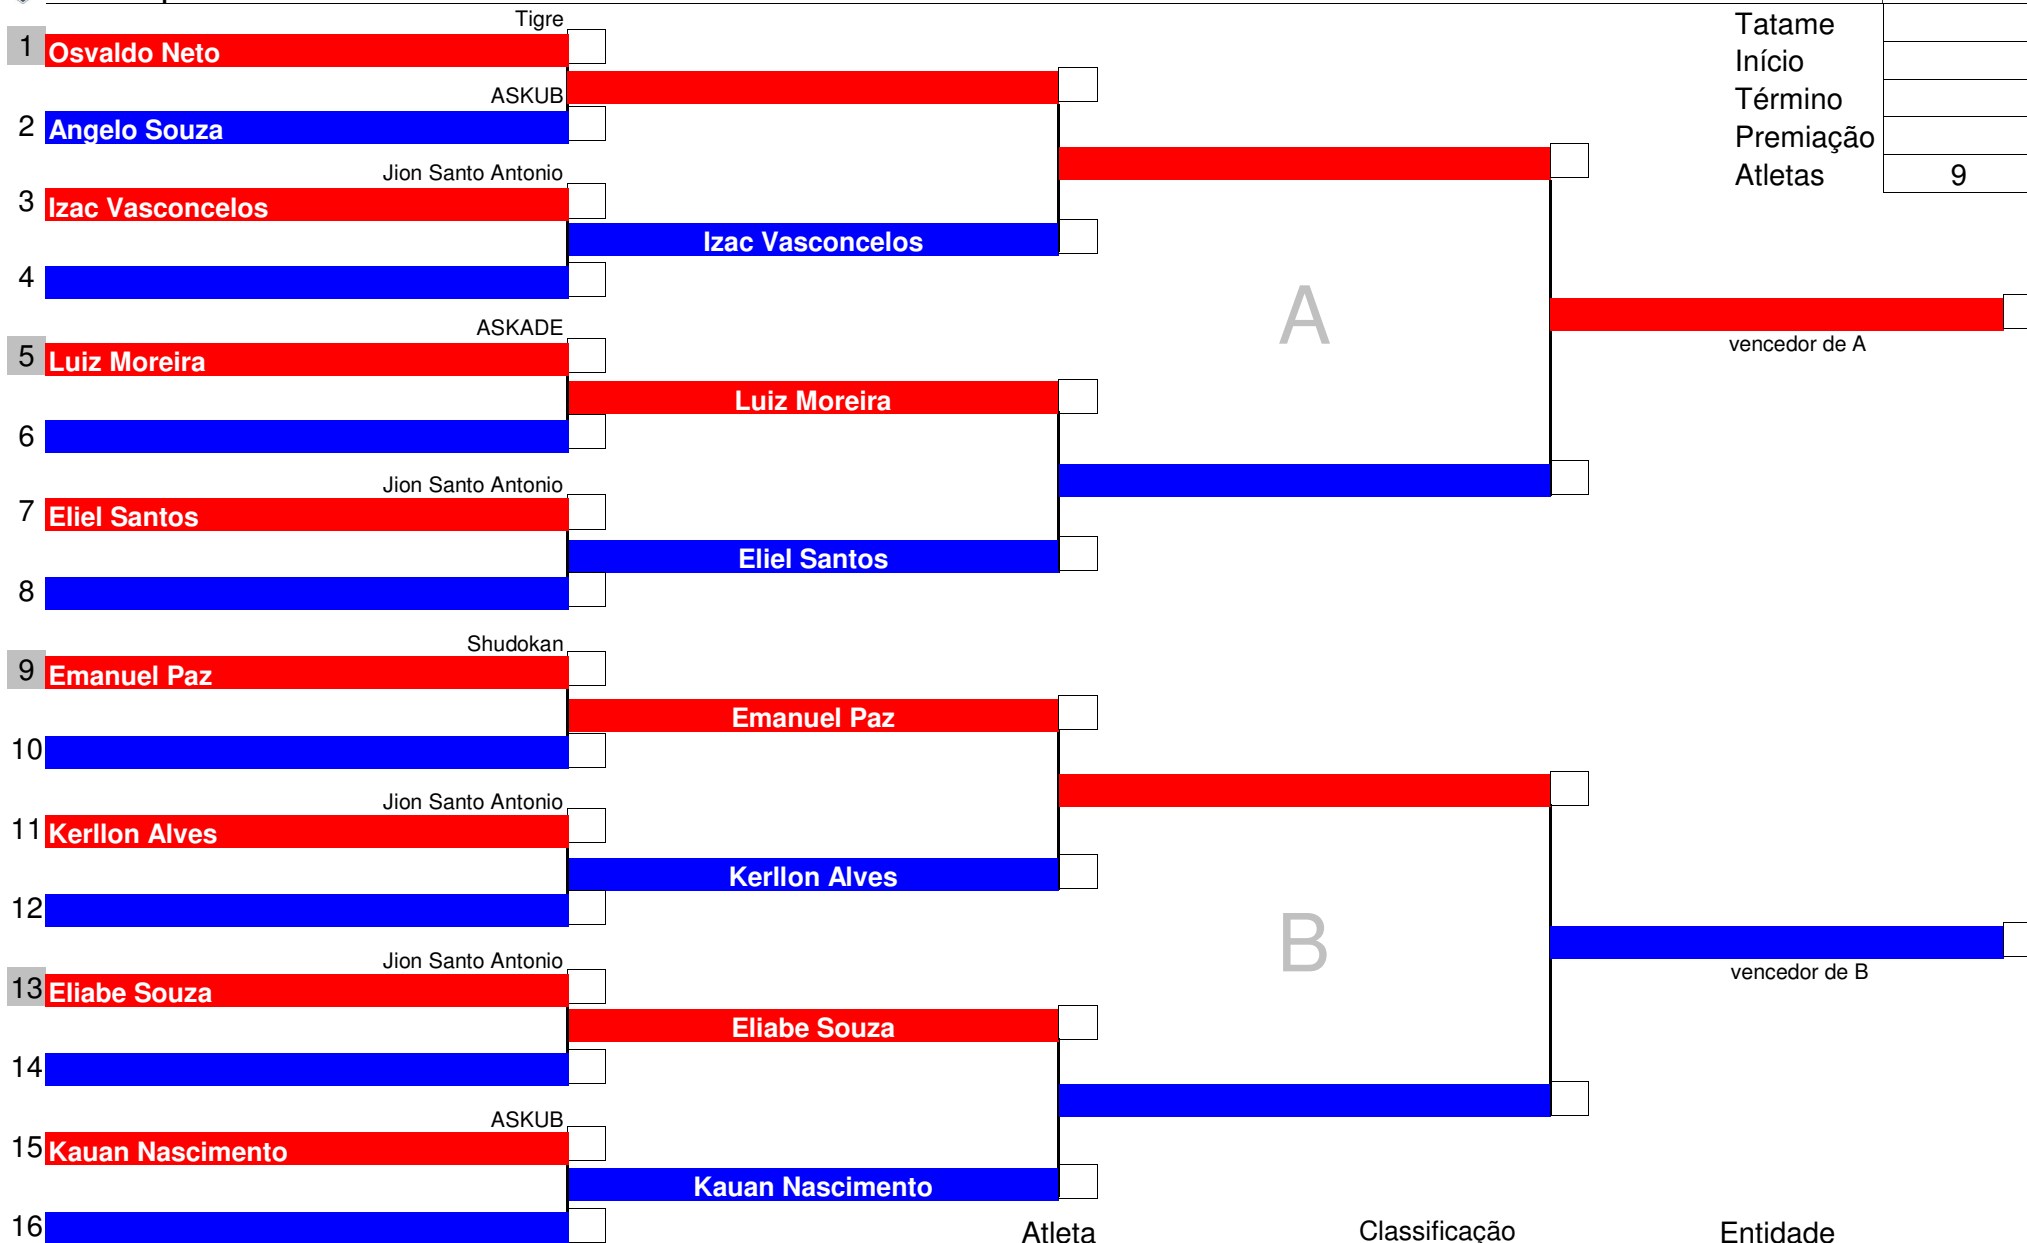 Tigre
1 Osvaldo Neto
ASKUB
2 Angelo Souza
Jion Santo Antonio
3 Izac Vasconcelos
Izac Vasconcelos
4
ASKADE
5 Luiz Moreira
Luiz Moreira
6
Jion Santo Antonio
7 Eliel Santos
Eliel Santos
8
Shudokan
9 Emanuel Paz
Emanuel Paz
10
Jion Santo Antonio
11 Kerllon Alves
Kerllon Alves
12
Jion Santo Antonio
13 Eliabe Souza
Eliabe Souza
14
ASKUB
15 Kauan Nascimento
Kauan Nascimento
16
A
vencedor de A
B
vencedor de B
Tatame
Início
Término
Premiação
Atletas 9
Atleta Classificação Entidade